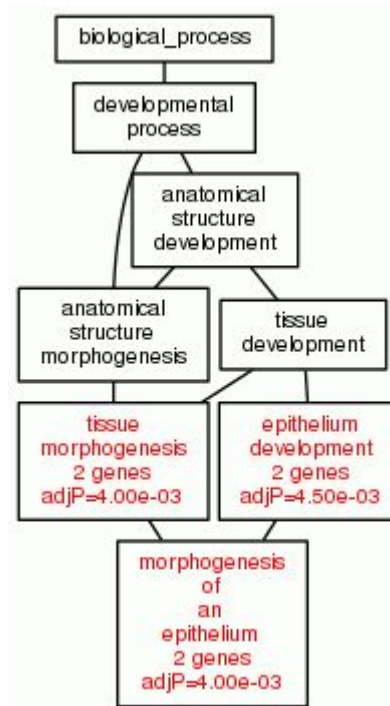 biological_process
developmental
process
anatomical
structure
development
anatomical
structure
morphogenesis
tissue
development
tissue
morphogenesis
2 genes
adjP=4.00e-03
epithelium
development
2 genes
adjP=4.50e-03
morphogenesis
of
an
epithelium
2 genes
adjP=4.00e-03